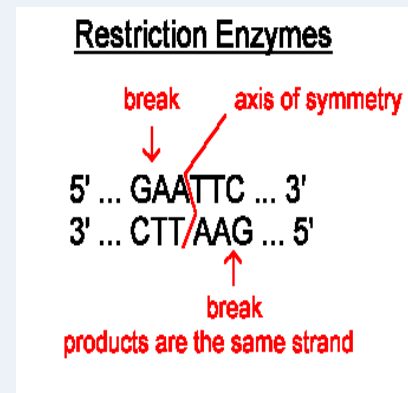 Restriction Enzymes
break axis of symmetry
5' ... GAATTC ... 3'
3' ... CTTAAG ... 5'
break
products are the same strand